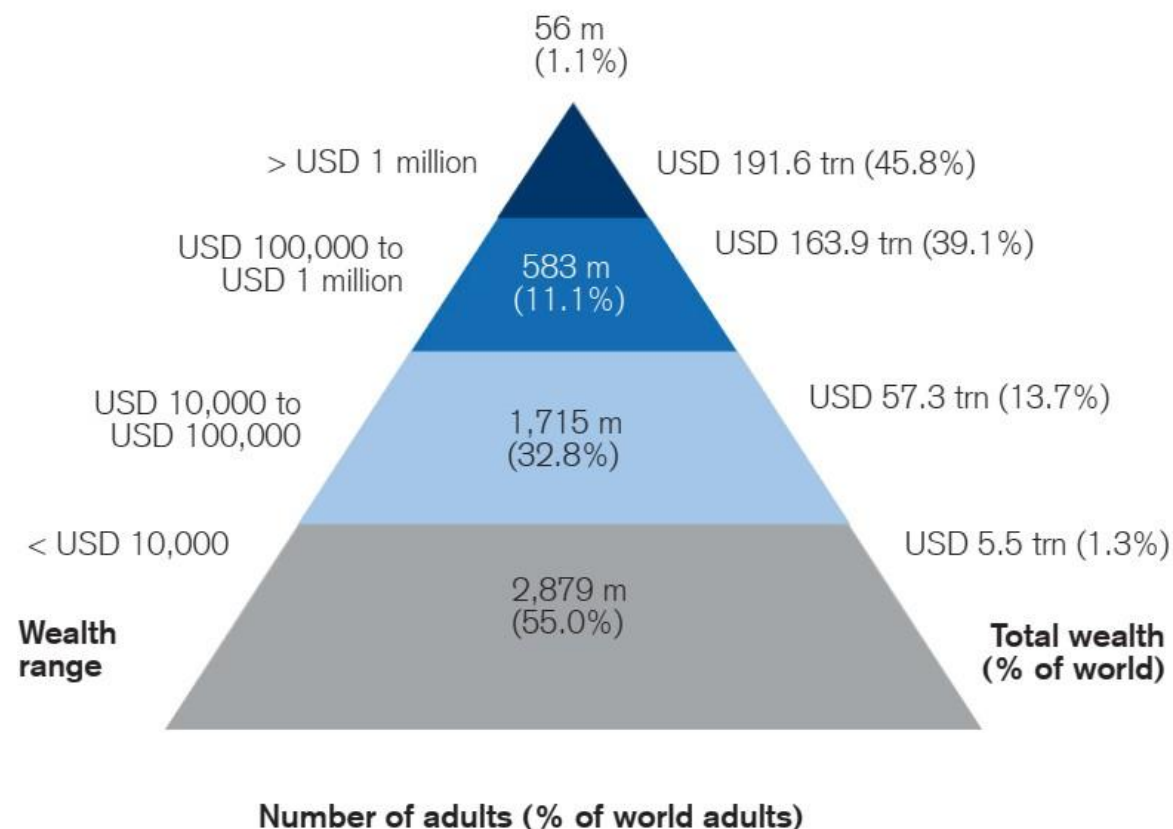 56 m
(1.1%)
> USD 1 million
USD 191.6 trn (45.8%)
USD 100,000 to
USD 1 million
583 m
(11.1%)
USD 163.9 trn (39.1%)
USD 10,000 to
USD 100,000
1,715 m
(32.8%)
USD 57.3 trn (13.7%)
< USD 10,000
2,879 m
(55.0%)
USD 5.5 trn (1.3%)
Wealth
range
Total wealth
(% of world)
Number of adults (% of world adults)